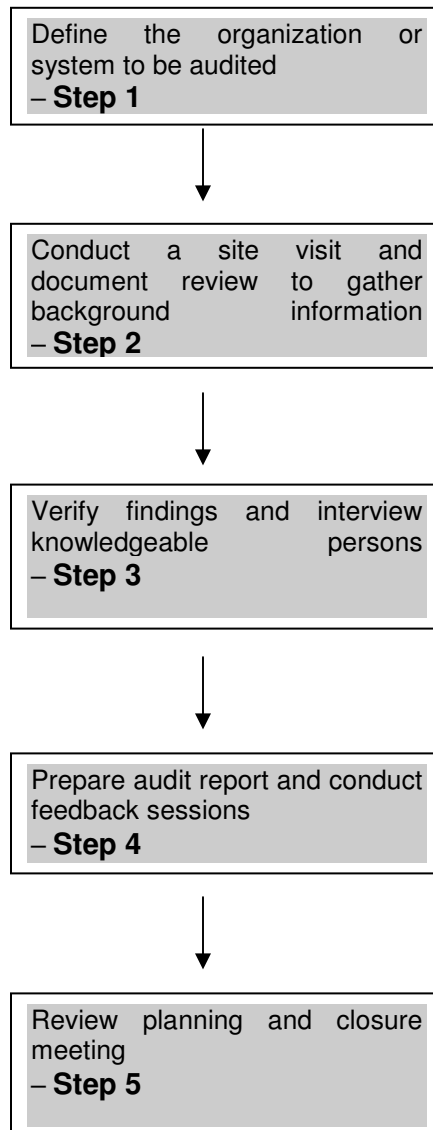 Define the organization or
system to be audited
– Step 1
Conduct a site visit and
document review to gather
background information
– Step 2
Verify findings and interview
knowledgeable persons
– Step 3
Prepare audit report and conduct
feedback sessions
– Step 4
Review planning and closure
meeting
– Step 5